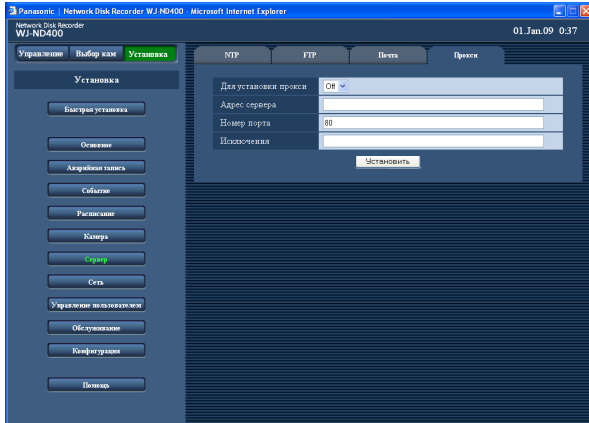 Panasonic | Network Disk Recorder WJ-ND400 - Microsoft Internet Explorer
Network Disk Recorder
WJ-ND400
01.Jan.09 0:37
Управление Выбор кам Установка
NTP FTP Почта Прокси
Установка
Быстрая установка
Основное
Аварийная запись
Событие
Расписание
Камера
Сервер
Сеть
Управление пользователем
Обслуживание
Конфигурация
Помощь
Для установки прокси Off
Адрес сервера
Номер порта 80
Исключения
Установить